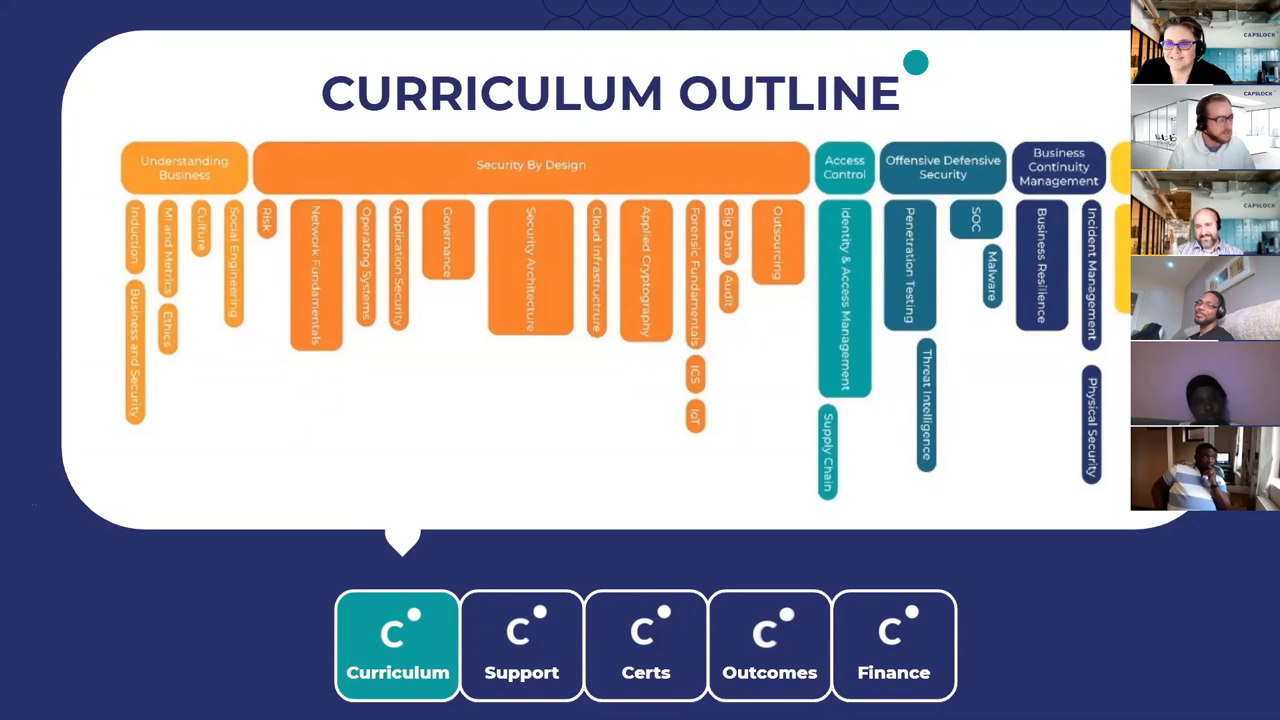 CURRICULUM OUTLINE
Understanding
Business
Security By Design
Access
Control
Offensive Defensive
Security
Business
Continuity
Management
Induction
Business and Security
MI and Metrics
Ethics
Culture
Social Engineering
Risk
Network Fundamentals
Operating Systems
Application Security
Governance
Security Architecture
Cloud Infrastructure
Applied Cryptography
Forensic Fundamentals
ICS
IoT
Big Data
Audit
Outsourcing
Identity & Access Management
Supply Chain
Penetration Testing
Threat Intelligence
SOC
Malware
Business Resilience
Incident Management
Physical Security
CAPSLOCK
CAPSLOCK
CAPSLOCK
C
Curriculum
C
Support
C
Certs
C
Outcomes
C
Finance